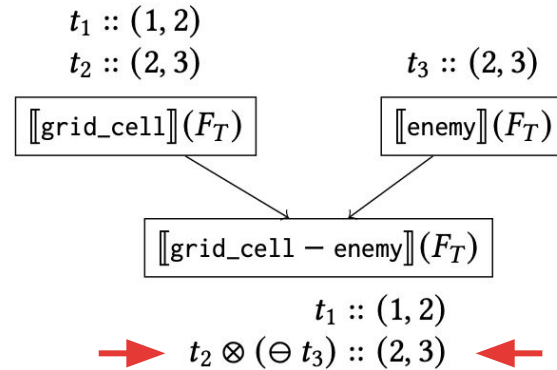 t₁ :: (1, 2)
t₂ :: (2, 3)
t₃ :: (2, 3)
⟦grid_cell⟧(F_T)
⟦enemy⟧(F_T)
⟦grid_cell − enemy⟧(F_T)
t₁ :: (1, 2)
t₂ ⊗ (⊖ t₃) :: (2, 3)